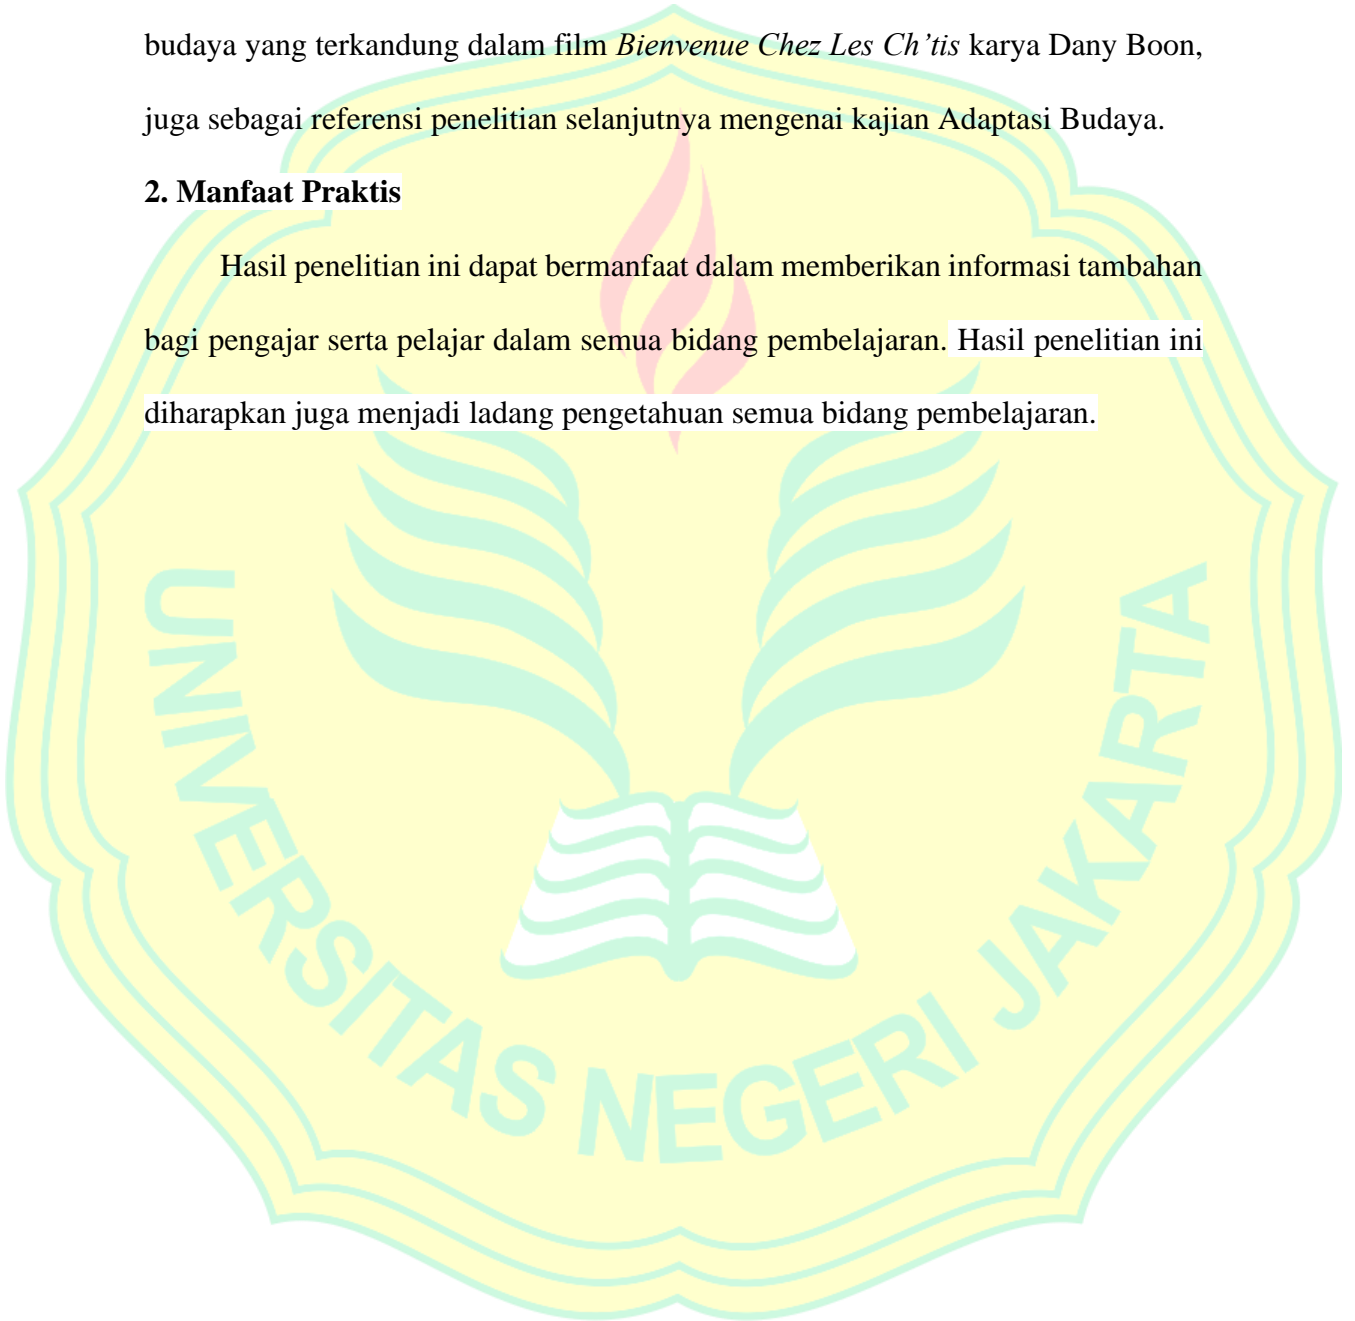 budaya yang terkandung dalam film Bienvenue Chez Les Ch’tis karya Dany Boon,
juga sebagai referensi penelitian selanjutnya mengenai kajian Adaptasi Budaya.
2. Manfaat Praktis
Hasil penelitian ini dapat bermanfaat dalam memberikan informasi tambahan
bagi pengajar serta pelajar dalam semua bidang pembelajaran. Hasil penelitian ini
diharapkan juga menjadi ladang pengetahuan semua bidang pembelajaran.
UNIVERSITAS NEGERI JAKARTA